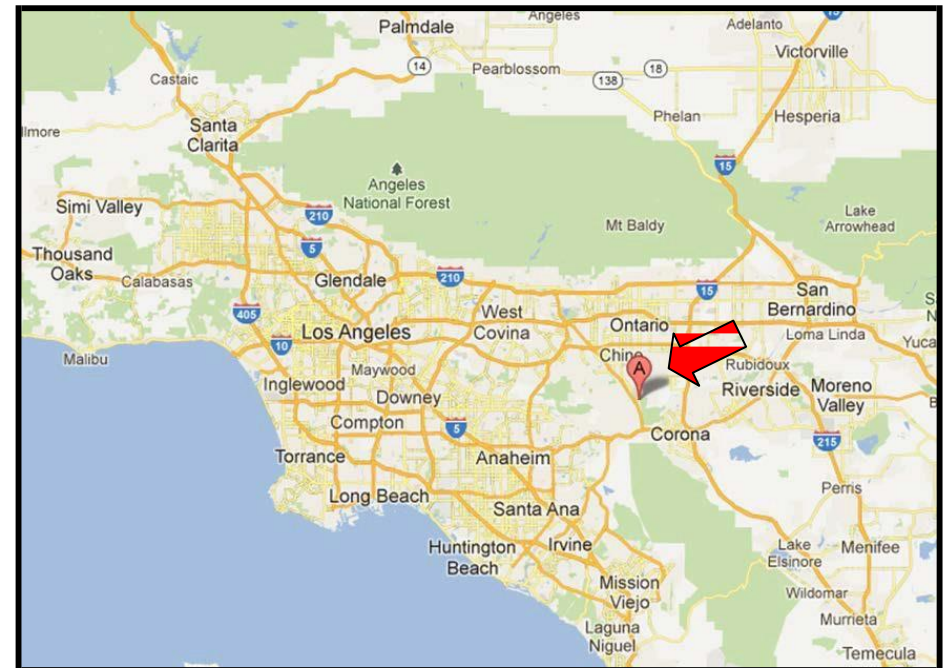 Angeles
Adelanto
15
Palmdale
Victorville
14
Pearblossom
18
138
Castaic
Phelan
Hesperia
Santa
Clarita
llmore
15
Angeles
National Forest
Simi Valley
210
Mt Baldy
Lake
Arrowhead
5
Thousand
Oaks
Calabasas
Glendale
210
15
San
Bernardino
405
West
Covina
Ontario
Los Angeles
Loma Linda
Yuca
10
Malibu
Maywood
Chino
A
Rubidoux
Inglewood
Riverside
Moreno
Valley
Downey
Compton
5
Corona
215
Torrance
Anaheim
Long Beach
Perris
Santa Ana
Huntington
Beach
Irvine
Lake
Elsinore
Menifee
Mission
Viejo
Wildomar
Laguna
Niguel
Murrieta
Temecula